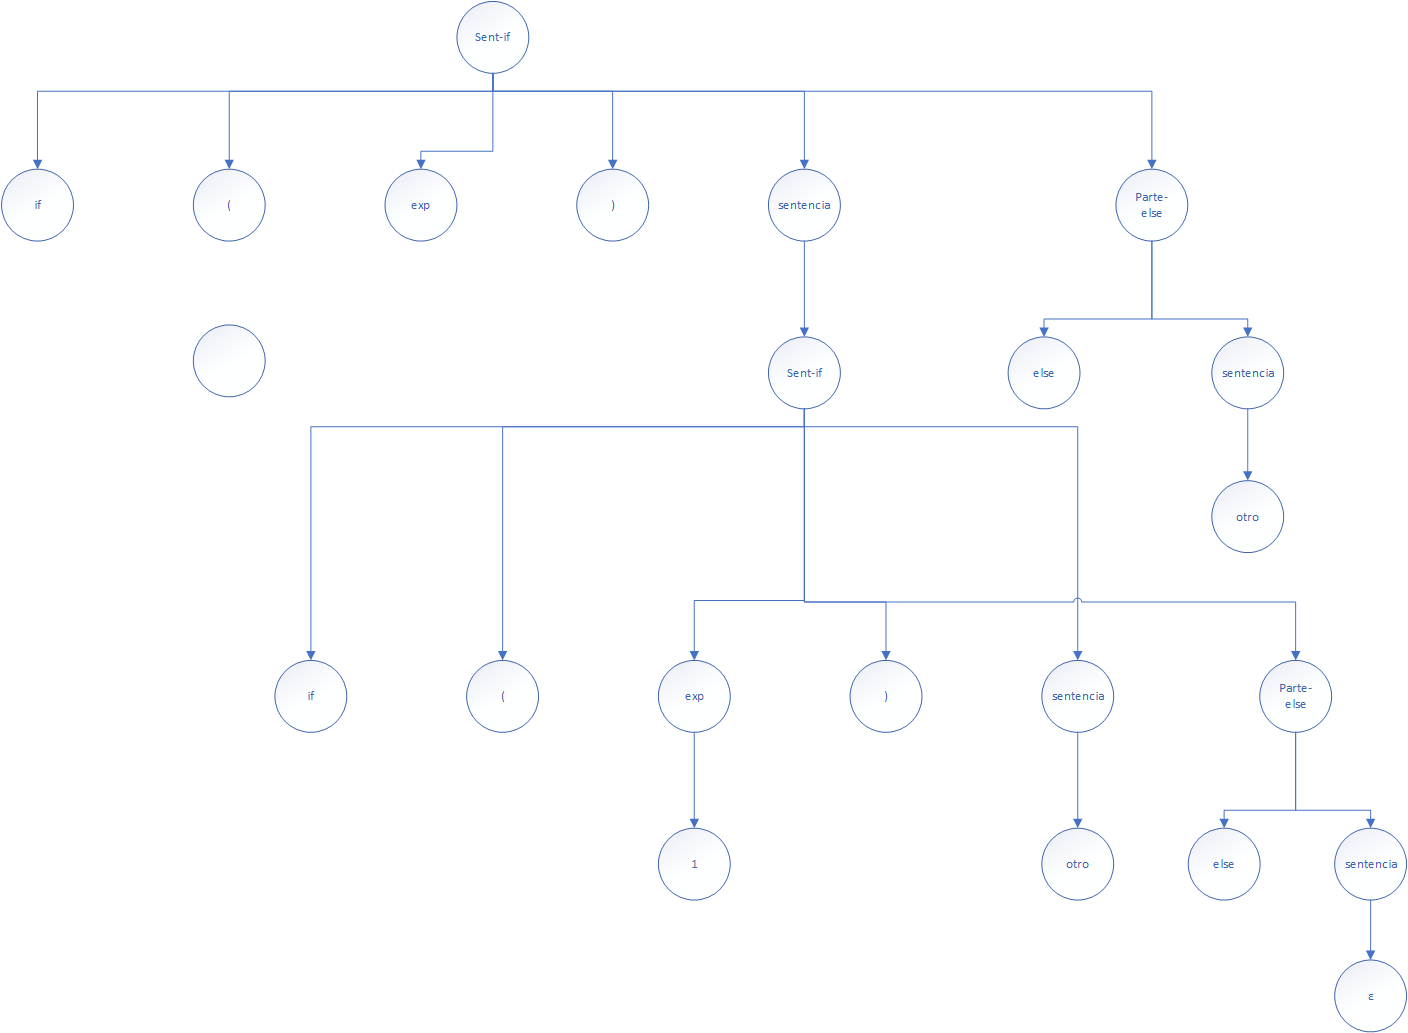 Sent-if
if
(
exp
)
sentencia
Parte-
else
Sent-if
else
sentencia
otro
if
(
exp
)
sentencia
Parte-
else
1
otro
else
sentencia
ε